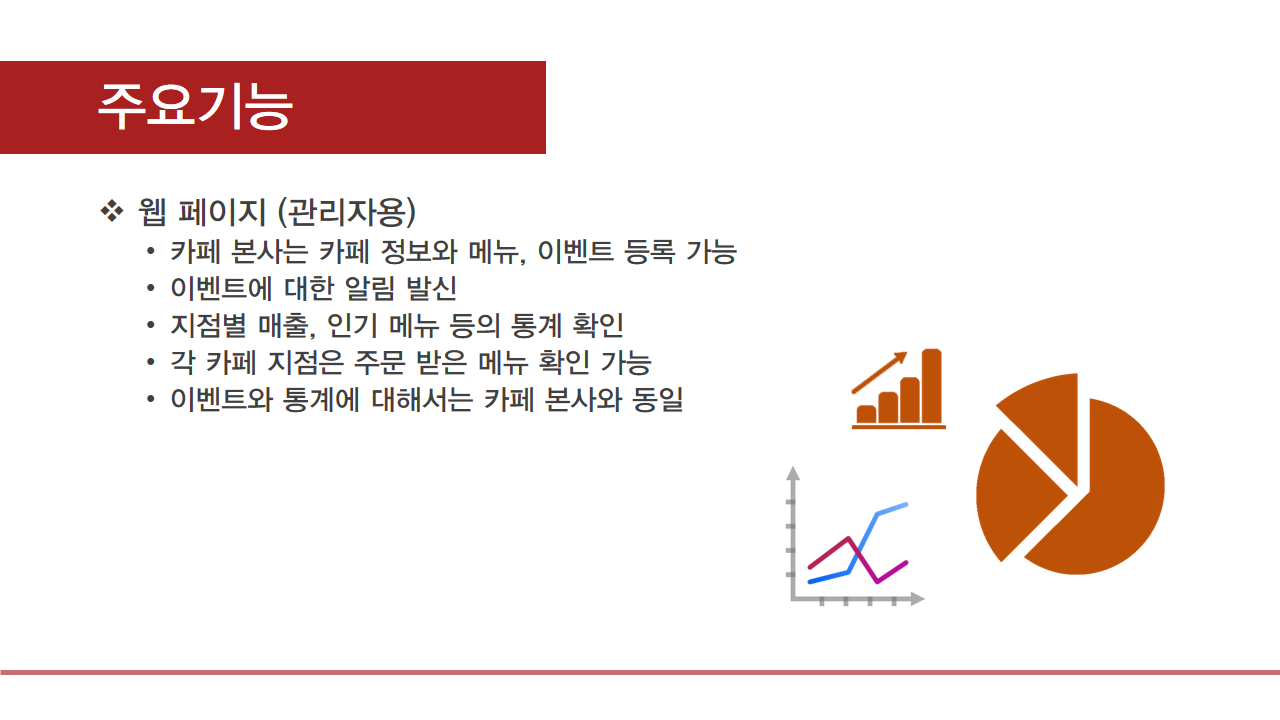 주요기능
❖ 웹 페이지 (관리자용)
• 카페 본사는 카페 정보와 메뉴, 이벤트 등록 가능
• 이벤트에 대한 알림 발신
• 지점별 매출, 인기 메뉴 등의 통계 확인
• 각 카페 지점은 주문 받은 메뉴 확인 가능
• 이벤트와 통계에 대해서는 카페 본사와 동일